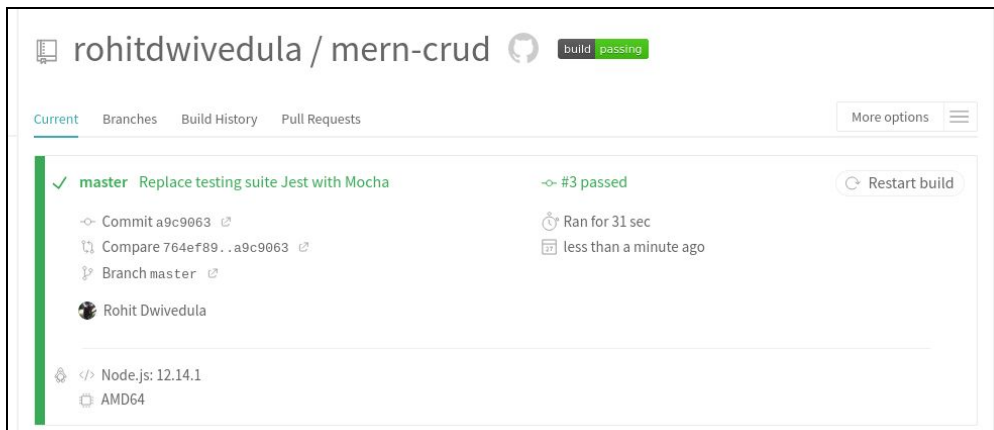 rohitdwivedula / mern-crud
build passing
Current Branches Build History Pull Requests
More options
master Replace testing suite Jest with Mocha
#3 passed
Restart build
Commit a9c9063
Ran for 31 sec
Compare 764ef89..a9c9063
27 less than a minute ago
Branch master
Rohit Dwivedula
</> Node.js: 12.14.1
AMD64